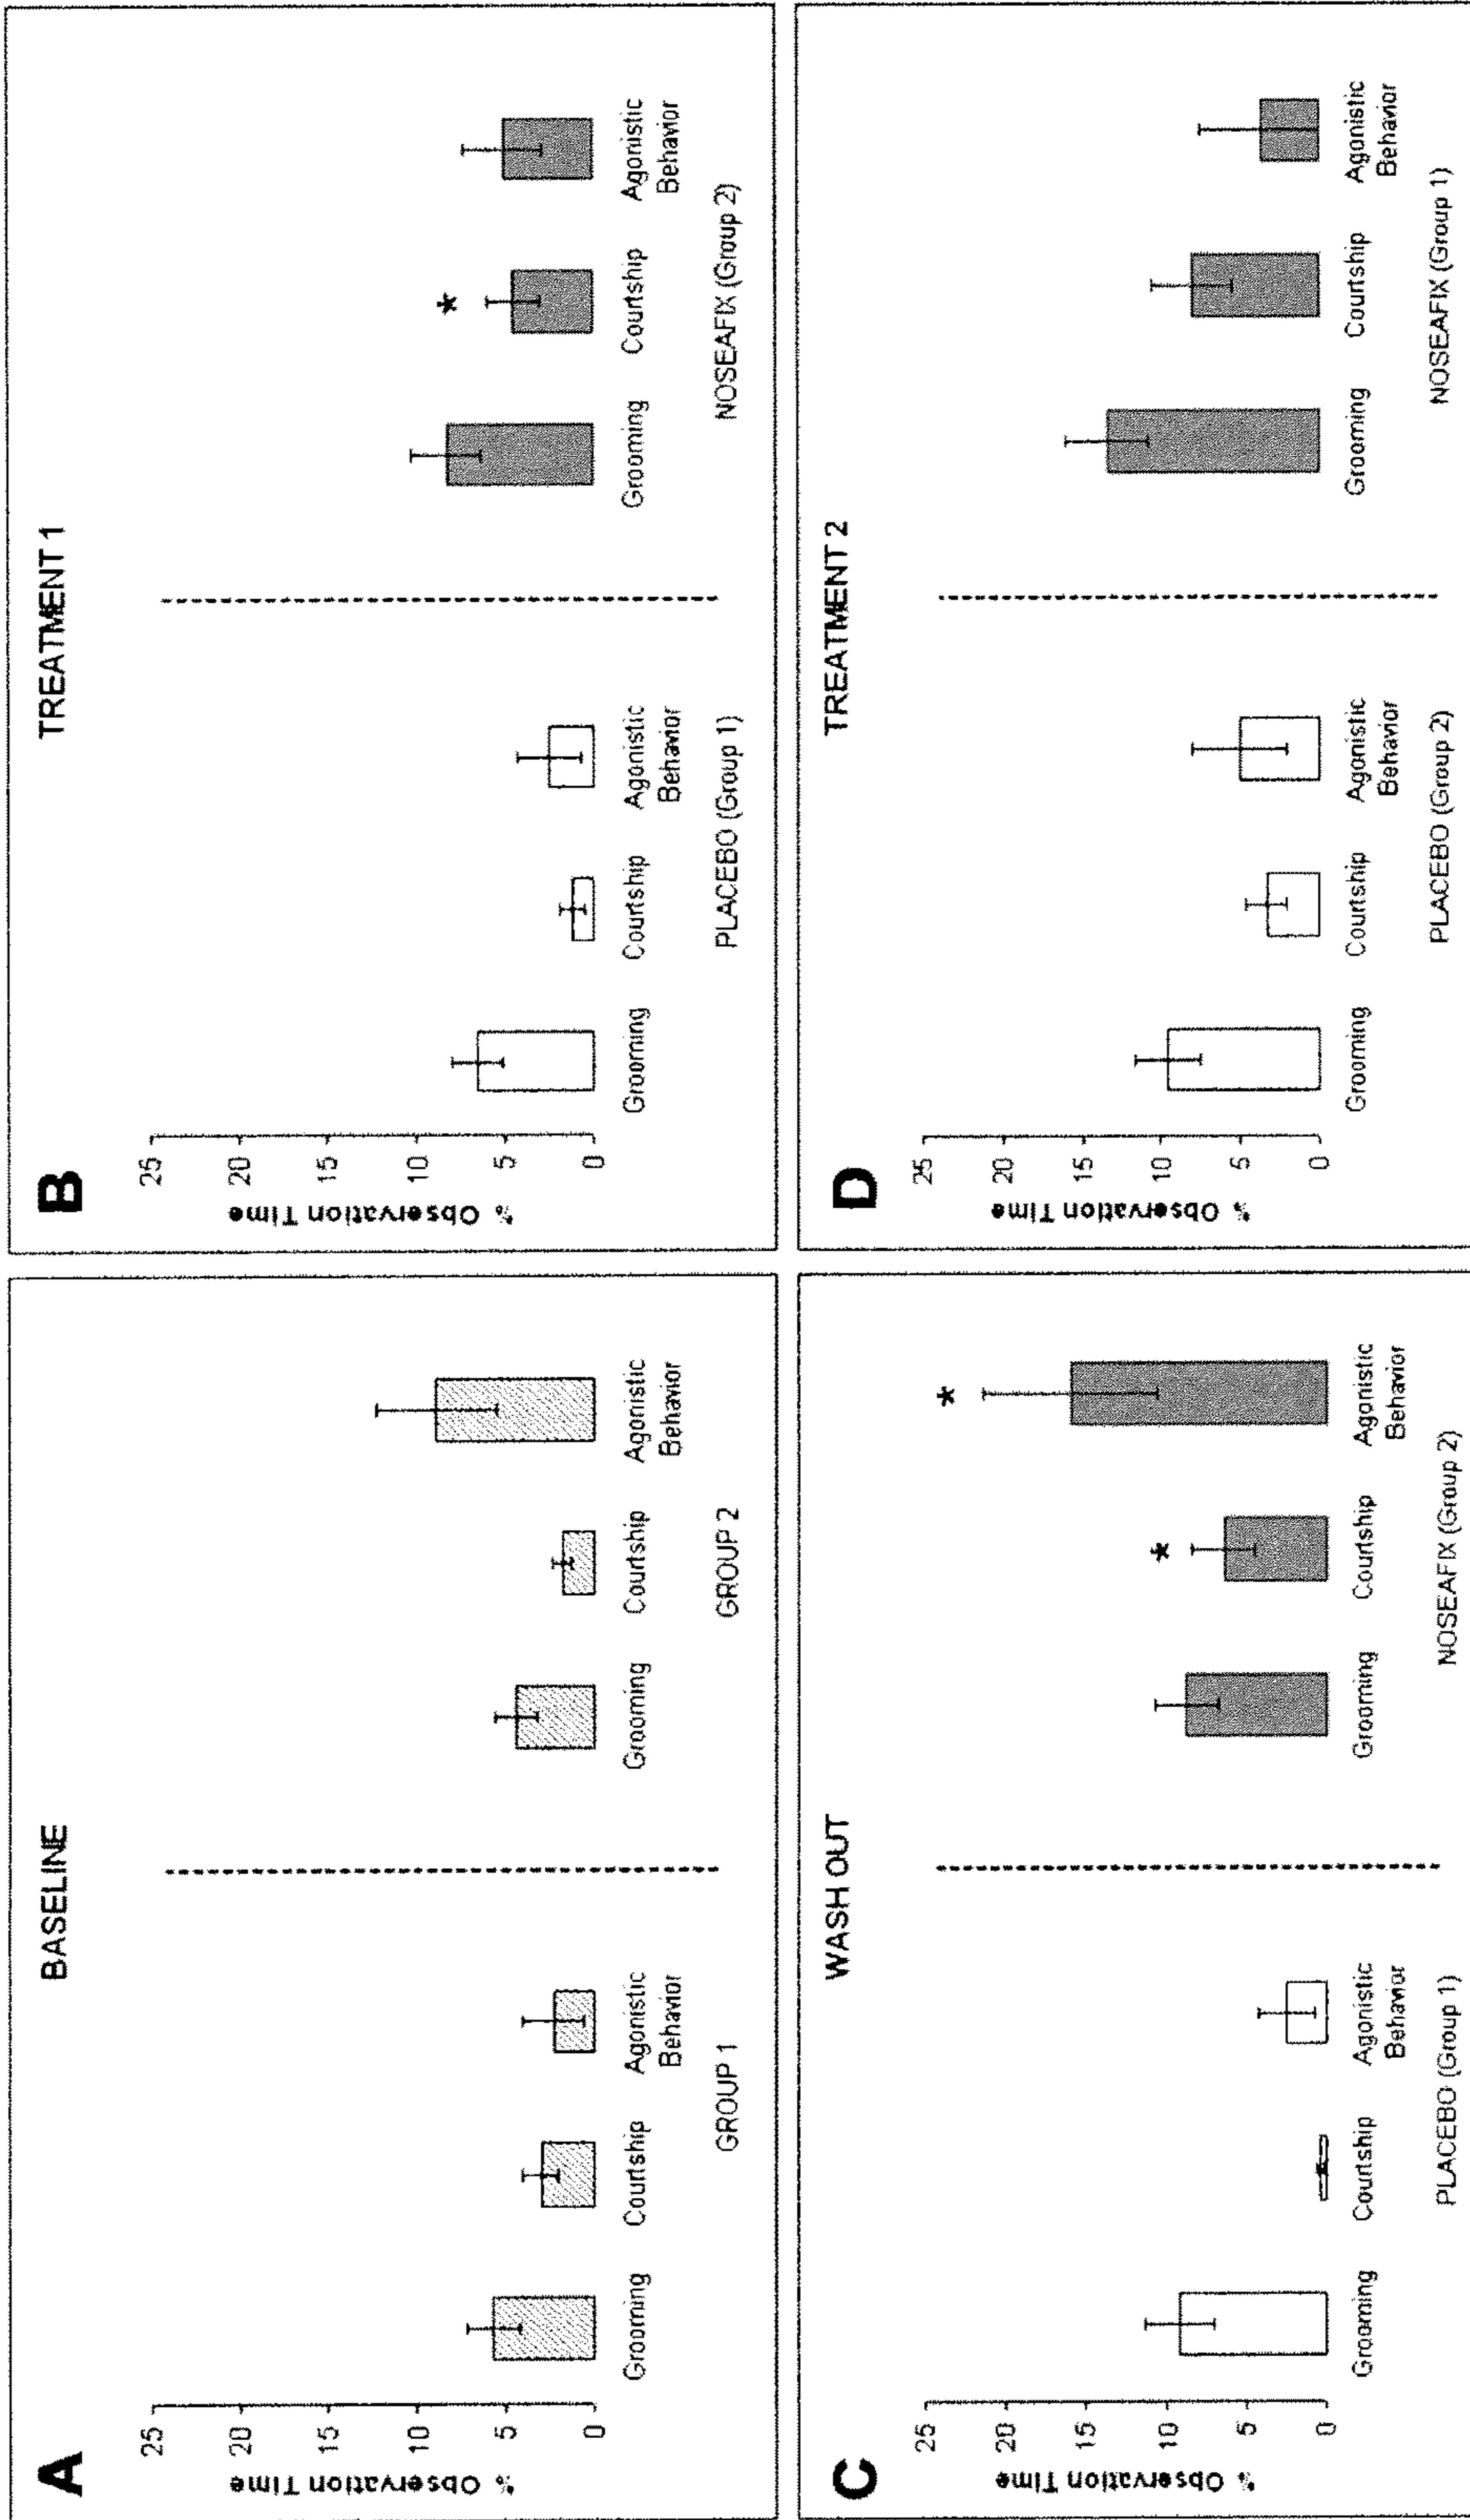 A
BASELINE
% Observation Time
25
20
15
10
5
0
Grooming
Courtship
Agonistic
Behavior
Grooming
Courtship
Agonistic
Behavior
GROUP 1
GROUP 2
B
TREATMENT 1
% Observation Time
25
20
15
10
5
0
*
Grooming
Courtship
Agonistic
Behavior
Grooming
Courtship
Agonistic
Behavior
PLACEBO (Group 1)
NOSEAFIX (Group 2)
C
WASH OUT
% Observation Time
25
20
15
10
5
0
*
*
Grooming
Courtship
Agonistic
Behavior
Grooming
Courtship
Agonistic
Behavior
PLACEBO (Group 1)
NOSEAFIX (Group 2)
D
TREATMENT 2
% Observation Time
25
20
15
10
5
0
Grooming
Courtship
Agonistic
Behavior
Grooming
Courtship
Agonistic
Behavior
PLACEBO (Group 2)
NOSEAFIX (Group 1)